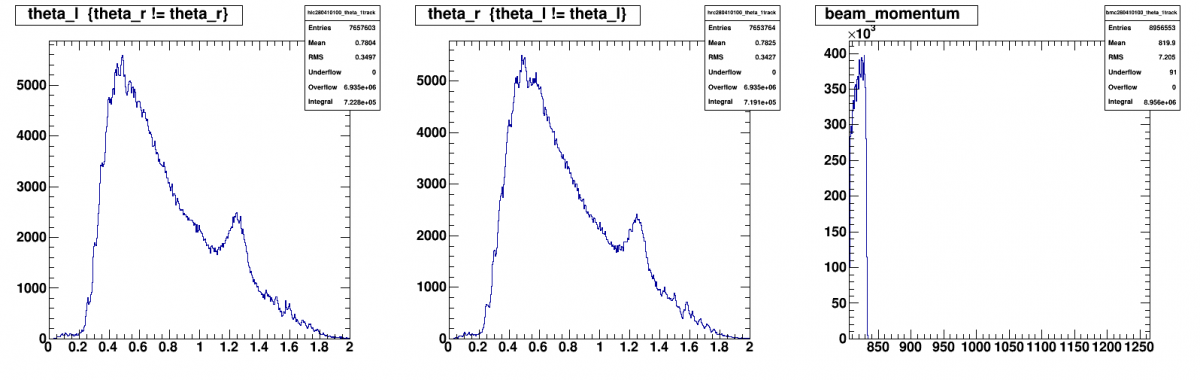 theta_l {theta_r != theta_r}
hlc280410100_theta_1track
Entries 7657603
Mean 0.7804
RMS 0.3497
Underflow 0
Overflow 6.935e+06
Integral 7.228e+05
5000
4000
3000
2000
1000
0
0 0.2 0.4 0.6 0.8 1 1.2 1.4 1.6 1.8 2
theta_r {theta_l != theta_l}
hrc280410100_theta_1track
Entries 7653764
Mean 0.7825
RMS 0.3427
Underflow 0
Overflow 6.935e+06
Integral 7.191e+05
5000
4000
3000
2000
1000
0
0 0.2 0.4 0.6 0.8 1 1.2 1.4 1.6 1.8 2
beam_momentum
bmc280410100_1track
Entries 8956553
Mean 819.9
RMS 7.205
Underflow 91
Overflow 0
Integral 8.956e+06
×10³
400
350
300
250
200
150
100
50
0
850 900 950 1000 1050 1100 1150 1200 1250